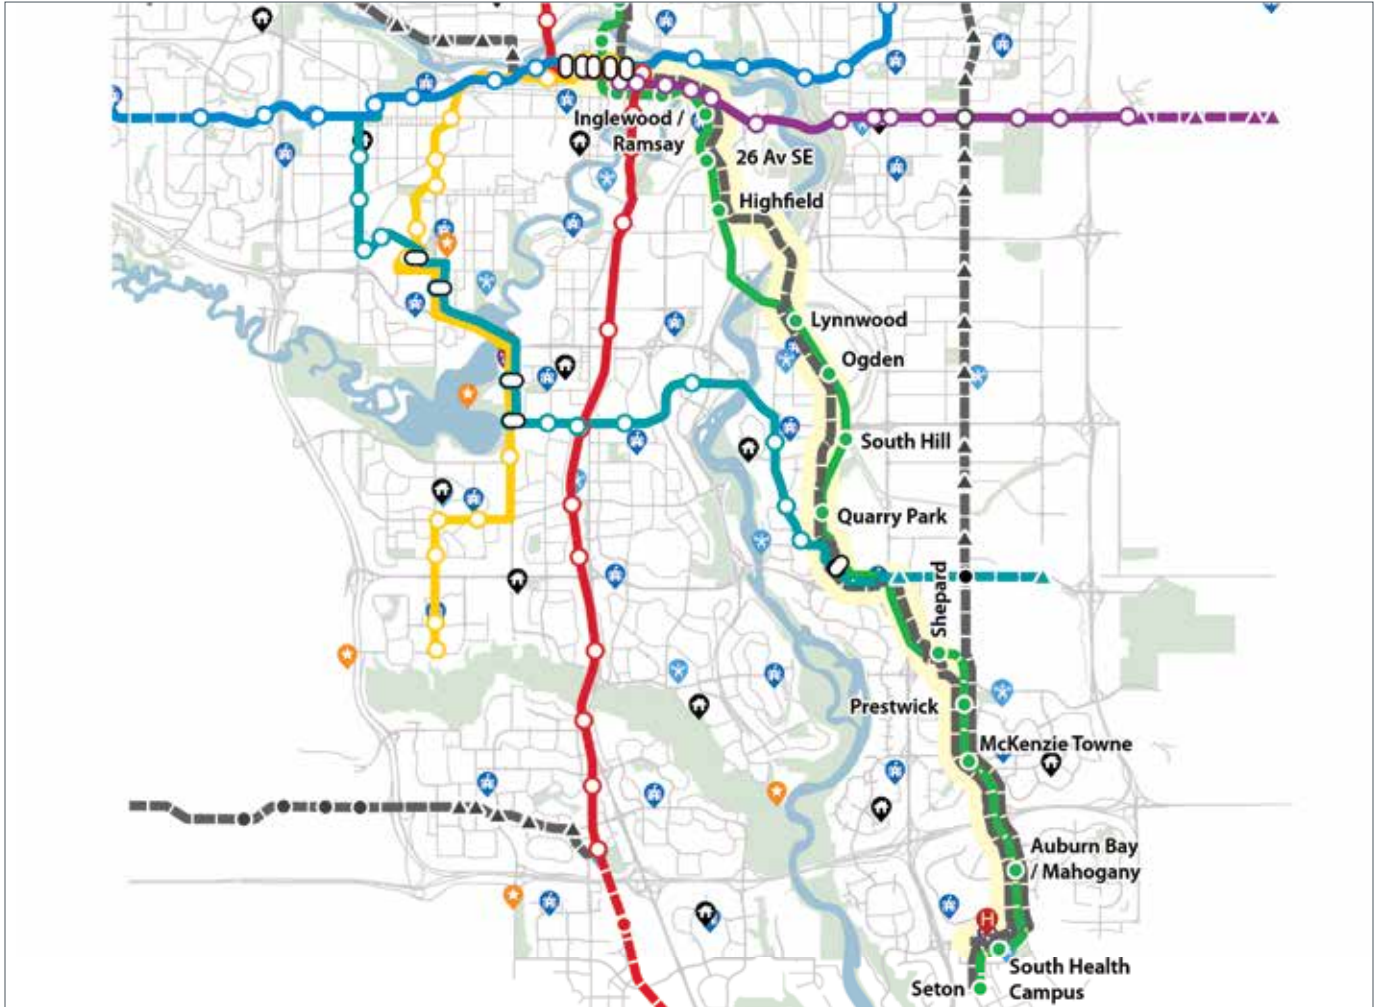 Inglewood /
Ramsay
26 Av SE
Highfield
Lynnwood
Ogden
South Hill
Quarry Park
Shepard
Prestwick
McKenzie Towne
Auburn Bay
/ Mahogany
H
South Health
Campus
Seton